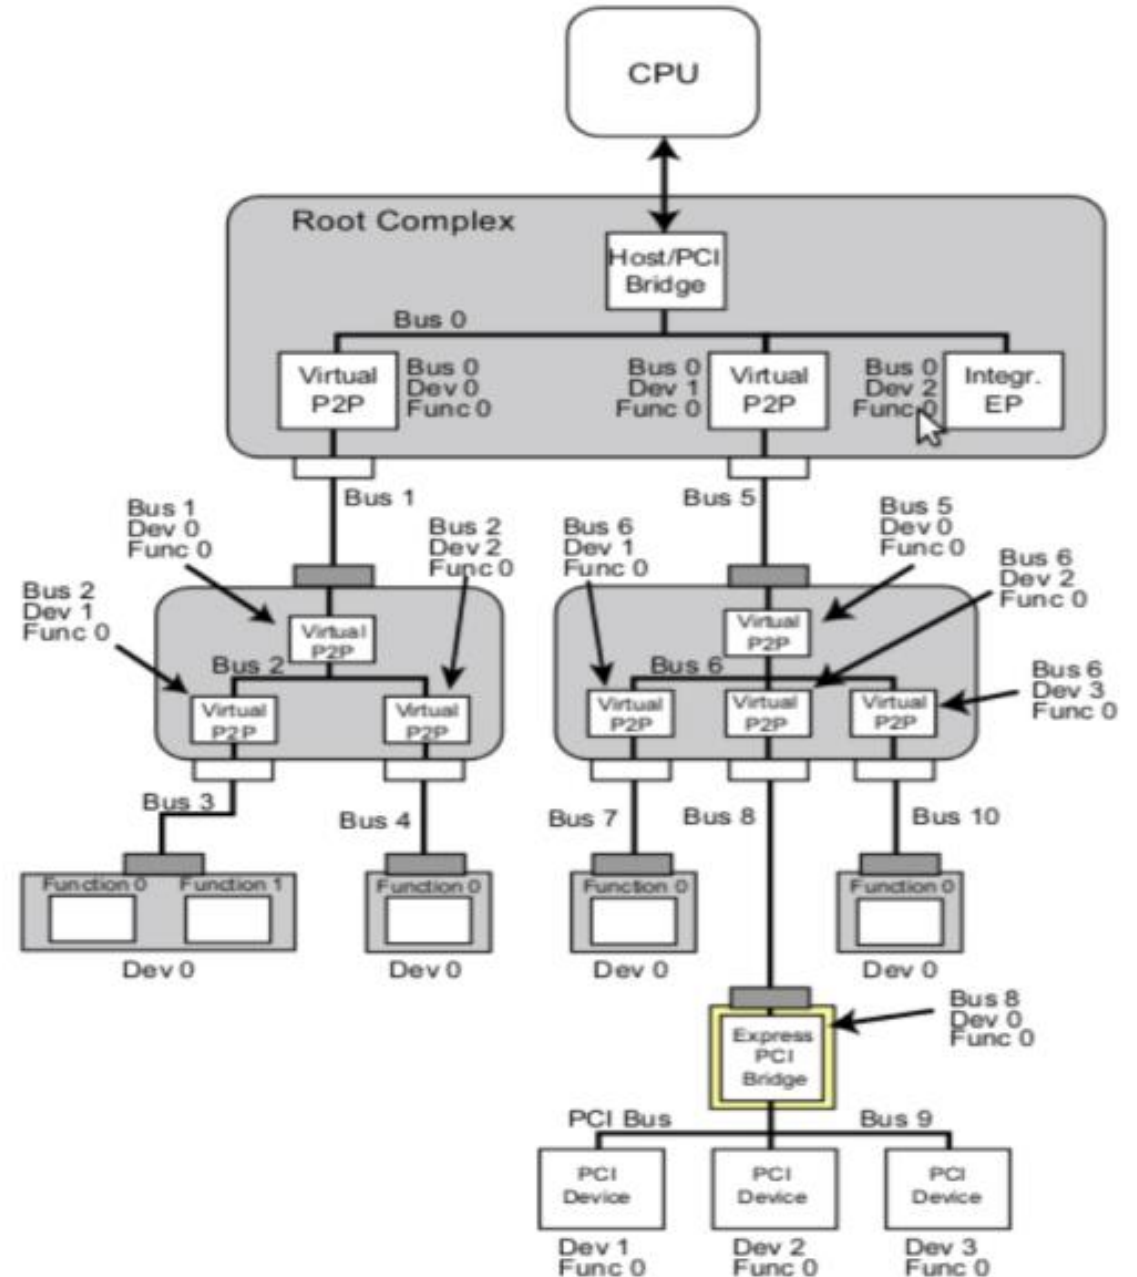 CPU
Root Complex
Host/PCI
Bridge
Bus 0
Virtual
P2P
Bus 0
Dev 0
Func 0
Bus 0
Dev 1
Func 0
Virtual
P2P
Bus 0
Dev 2
Func 0
Integr.
EP
Bus 1
Bus 5
Bus 1
Dev 0
Func 0
Bus 2
Dev 2
Func 0
Bus 6
Dev 1
Func 0
Bus 5
Dev 0
Func 0
Bus 6
Dev 2
Func 0
Bus 2
Dev 1
Func 0
Virtual
P2P
Bus 2
Virtual
P2P
Virtual
P2P
Virtual
P2P
Bus 6
Virtual
P2P
Virtual
P2P
Virtual
P2P
Bus 6
Dev 3
Func 0
Bus 3
Bus 4
Bus 7
Bus 8
Bus 10
Function 0
Function 1
Dev 0
Function 0
Dev 0
Function 0
Dev 0
Function 0
Dev 0
Express
PCI
Bridge
Bus 8
Dev 0
Func 0
PCI Bus
Bus 9
PCI
Device
PCI
Device
PCI
Device
Dev 1
Func 0
Dev 2
Func 0
Dev 3
Func 0